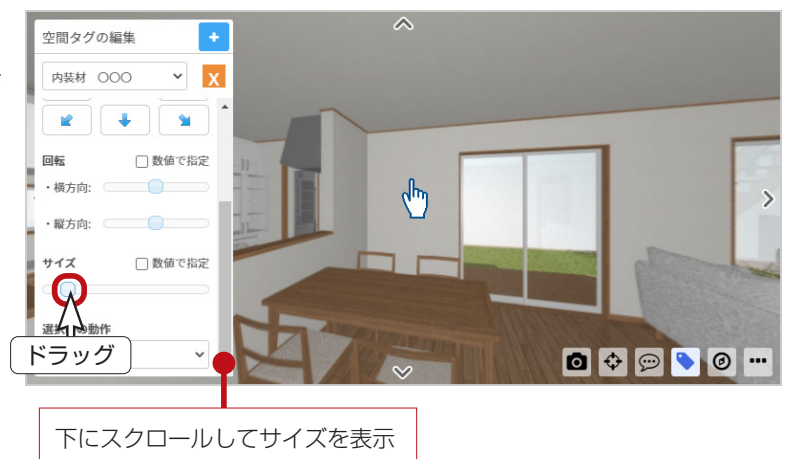 空間タグの編集
+
内装材 ○○○
X
回転
数値で指定
・横方向:
・縦方向:
サイズ
数値で指定
ドラッグ
下にスクロールしてサイズを表示